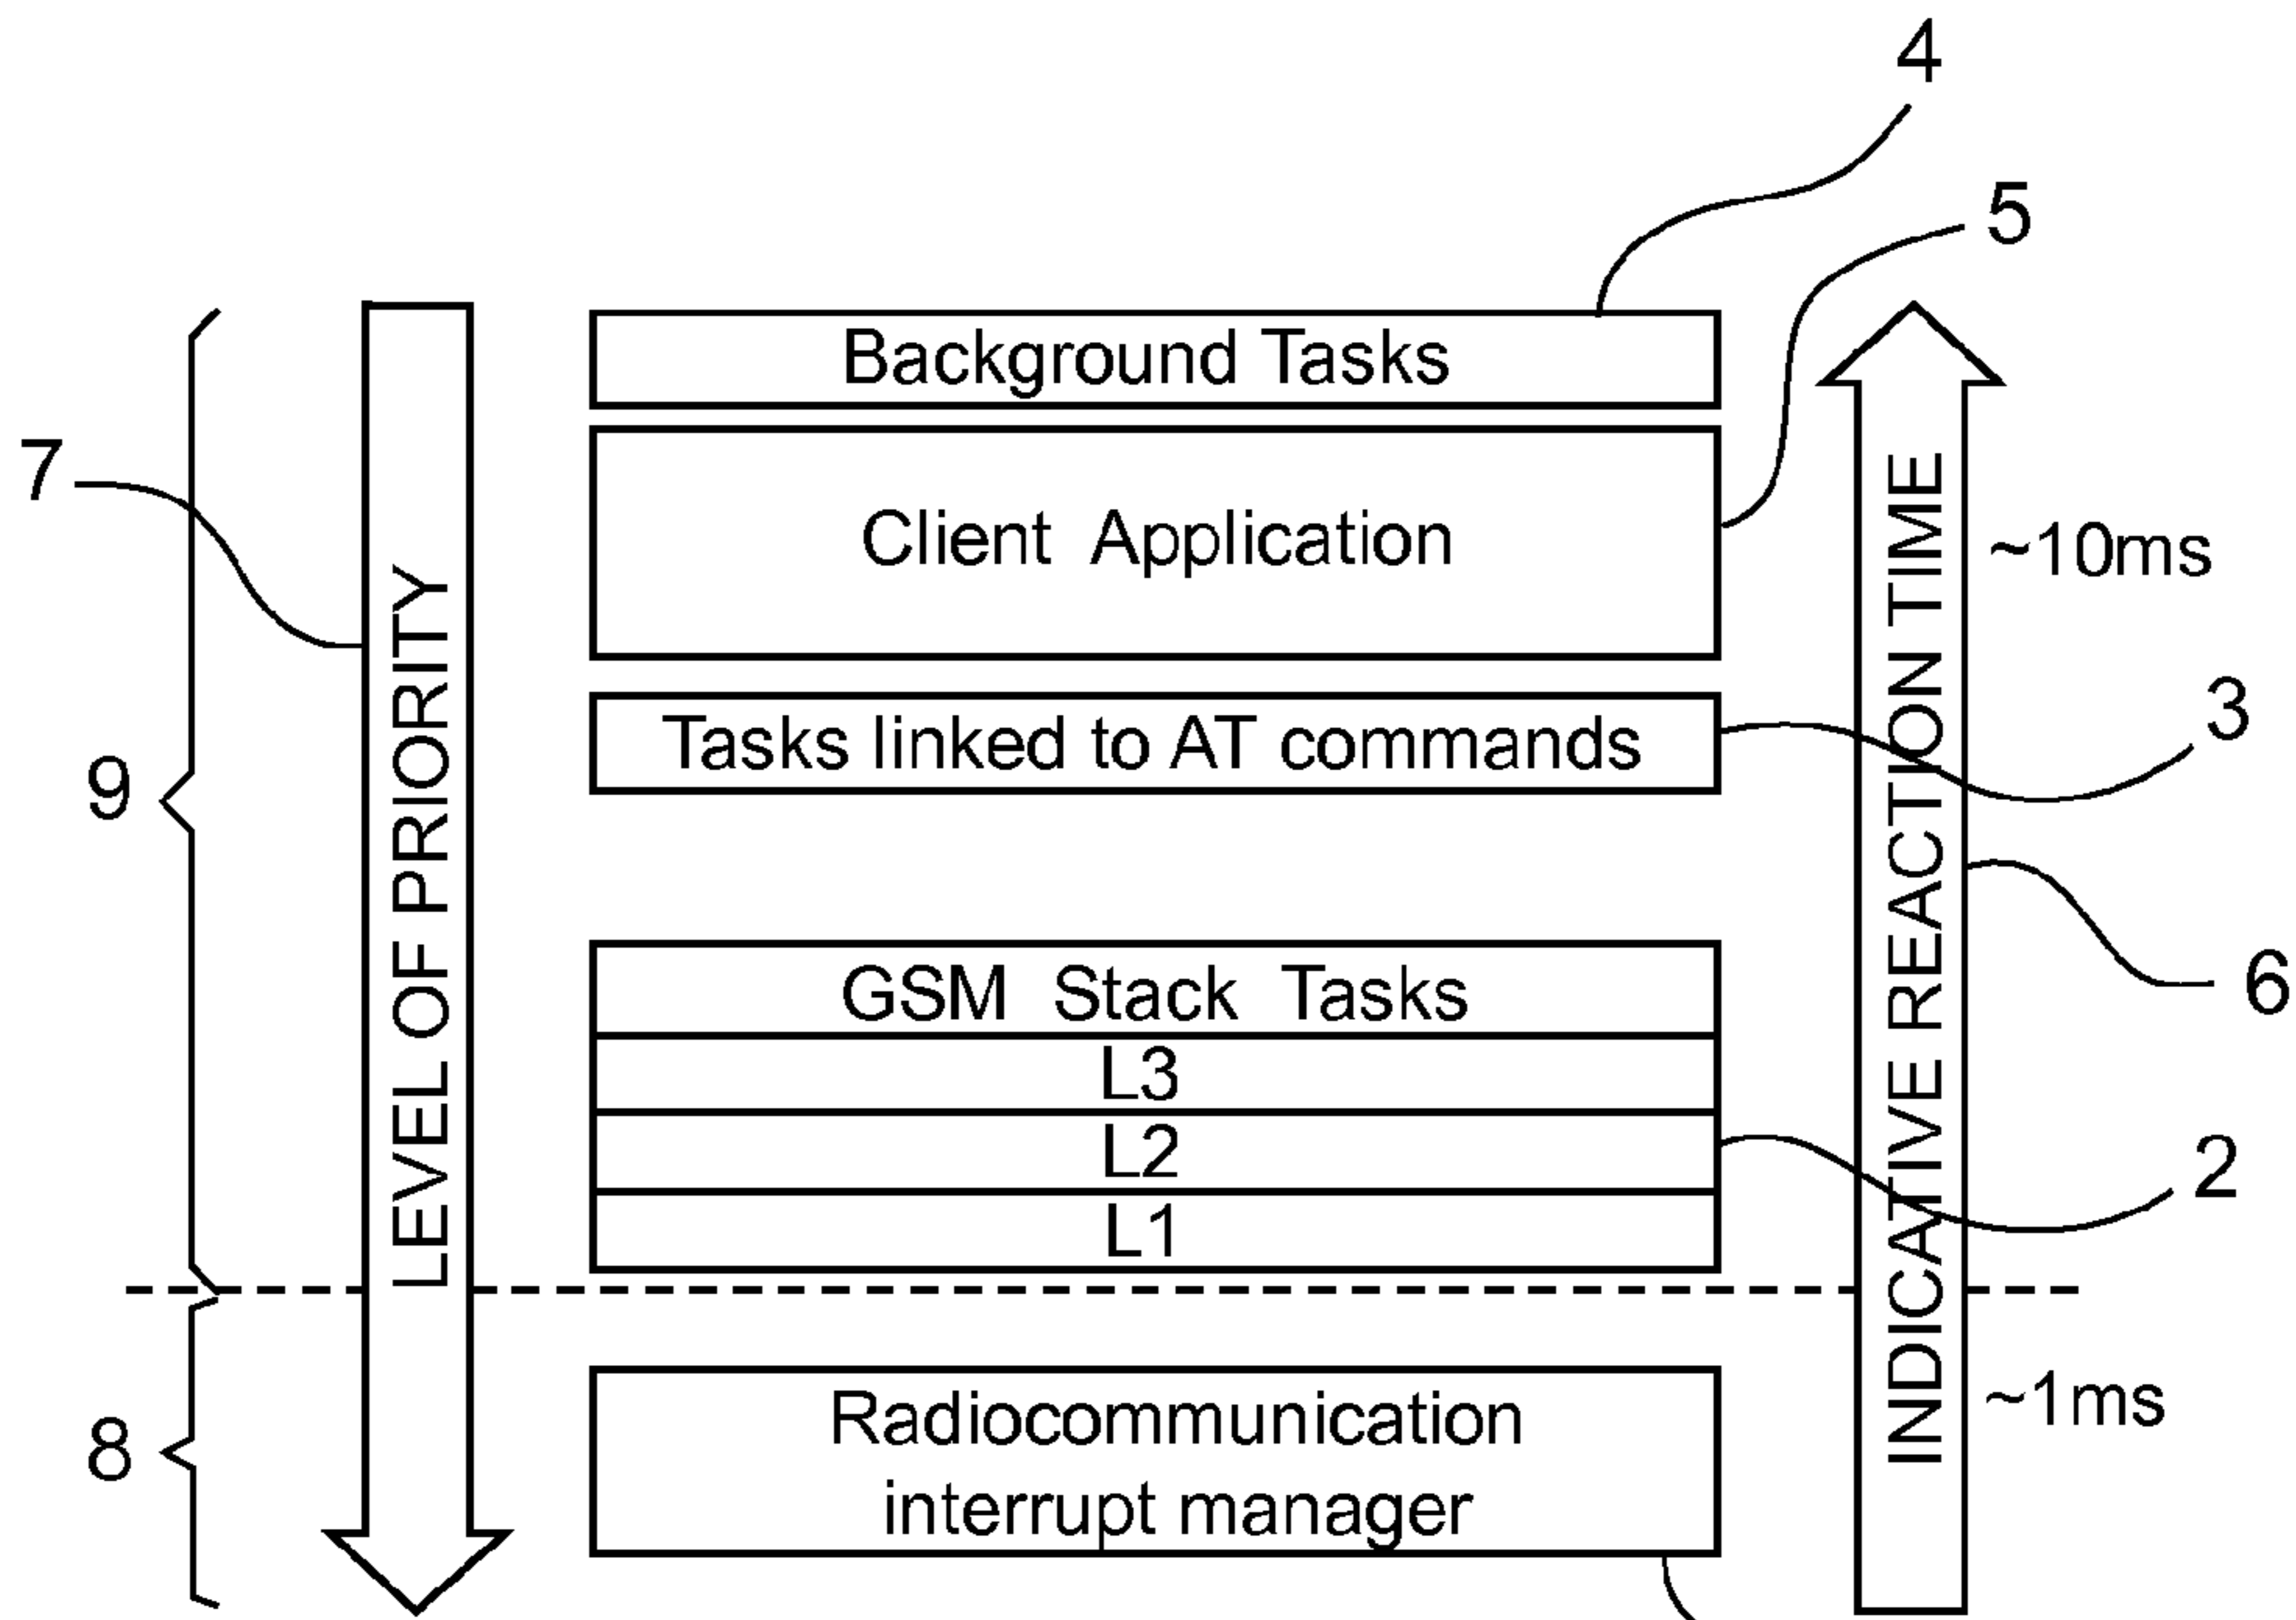 4
5
Background Tasks
7
Client Application
~10ms
LEVEL OF PRIORITY
INDICATIVE REACTION TIME
3
Tasks linked to AT commands
9
6
GSM Stack Tasks
L3
L2
2
L1
~1ms
8
Radiocommunication
interrupt manager